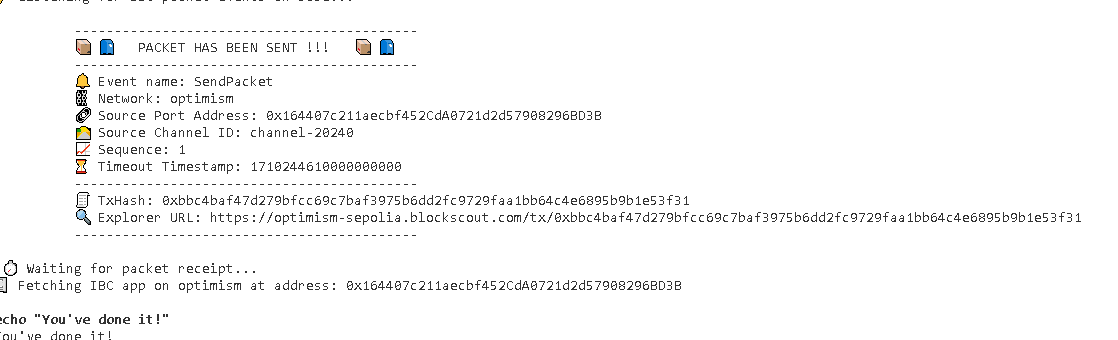 ----------------------------------------
PACKET HAS BEEN SENT !!!
----------------------------------------
Event name: SendPacket
Network: optimism
Source Port Address: 0x164407c211aecbf452CdA0721d2d57908296BD3B
Source Channel ID: channel-20240
Sequence: 1
Timeout Timestamp: 1710244610000000000
----------------------------------------
TxHash: 0xbbc4baf47d279bfcc69c7baf3975b6dd2fc9729faa1bb64c4e6895b9b1e53f31
Explorer URL: https://optimism-sepolia.blockscout.com/tx/0xbbc4baf47d279bfcc69c7baf3975b6dd2fc9729faa1bb64c4e6895b9b1e53f31
----------------------------------------
Waiting for packet receipt...
Fetching IBC app on optimism at address: 0x164407c211aecbf452CdA0721d2d57908296BD3B
echo "You've done it!"
You've done it!